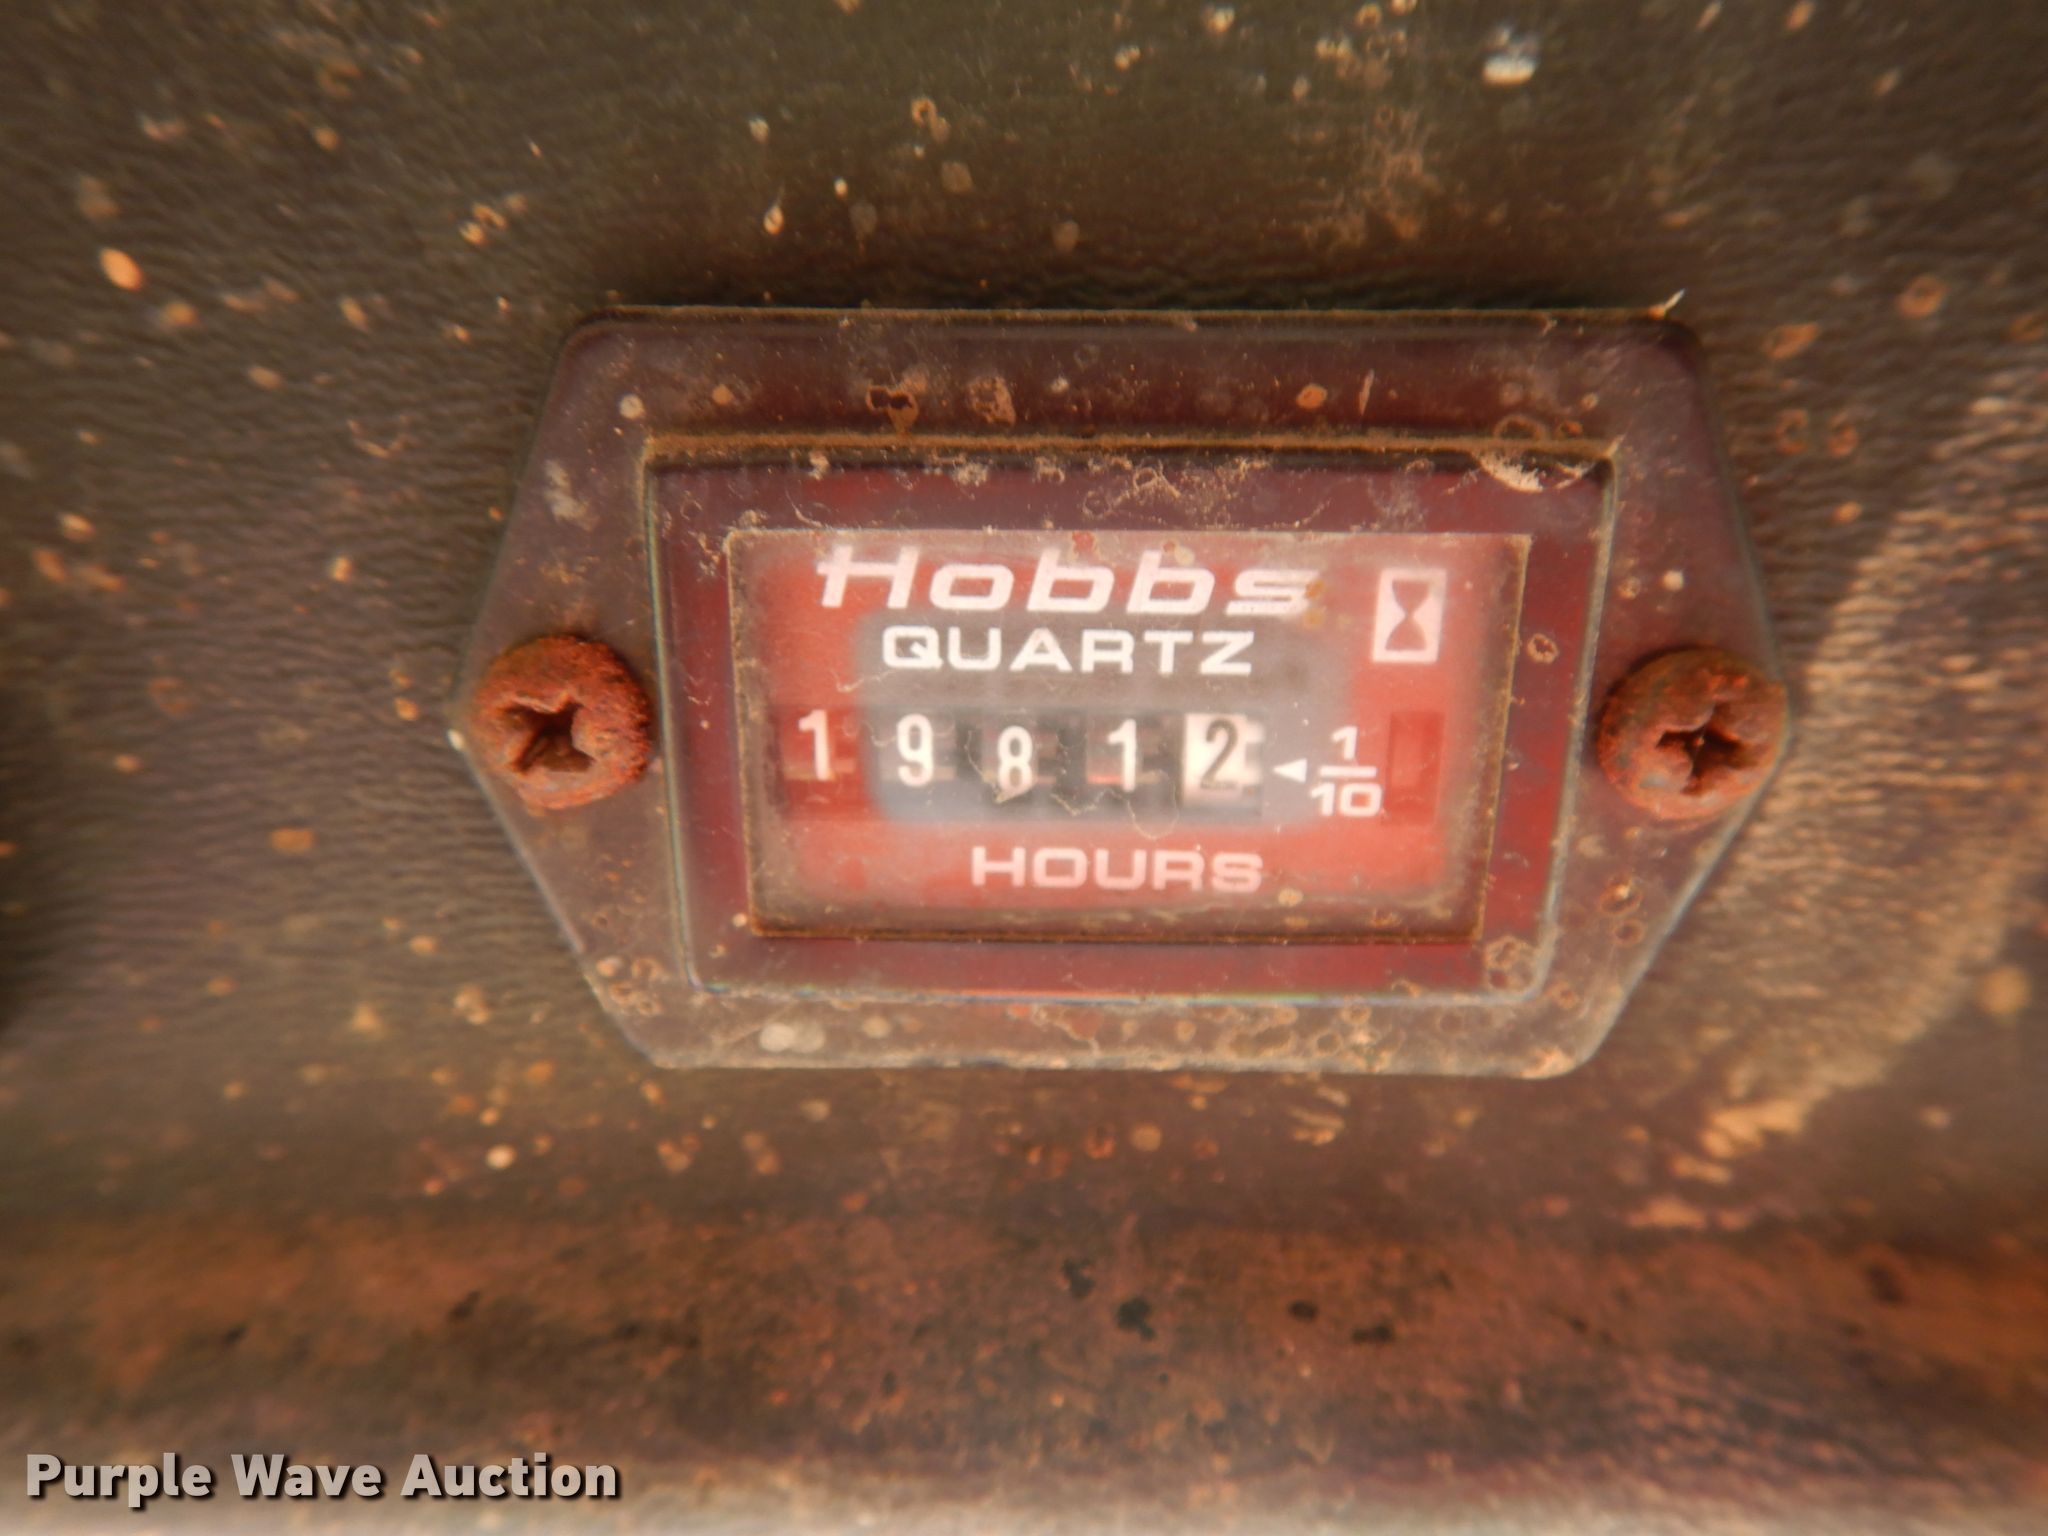 Hobbs
QUARTZ
19812 ◄ 1/10
HOURS
Purple Wave Auction